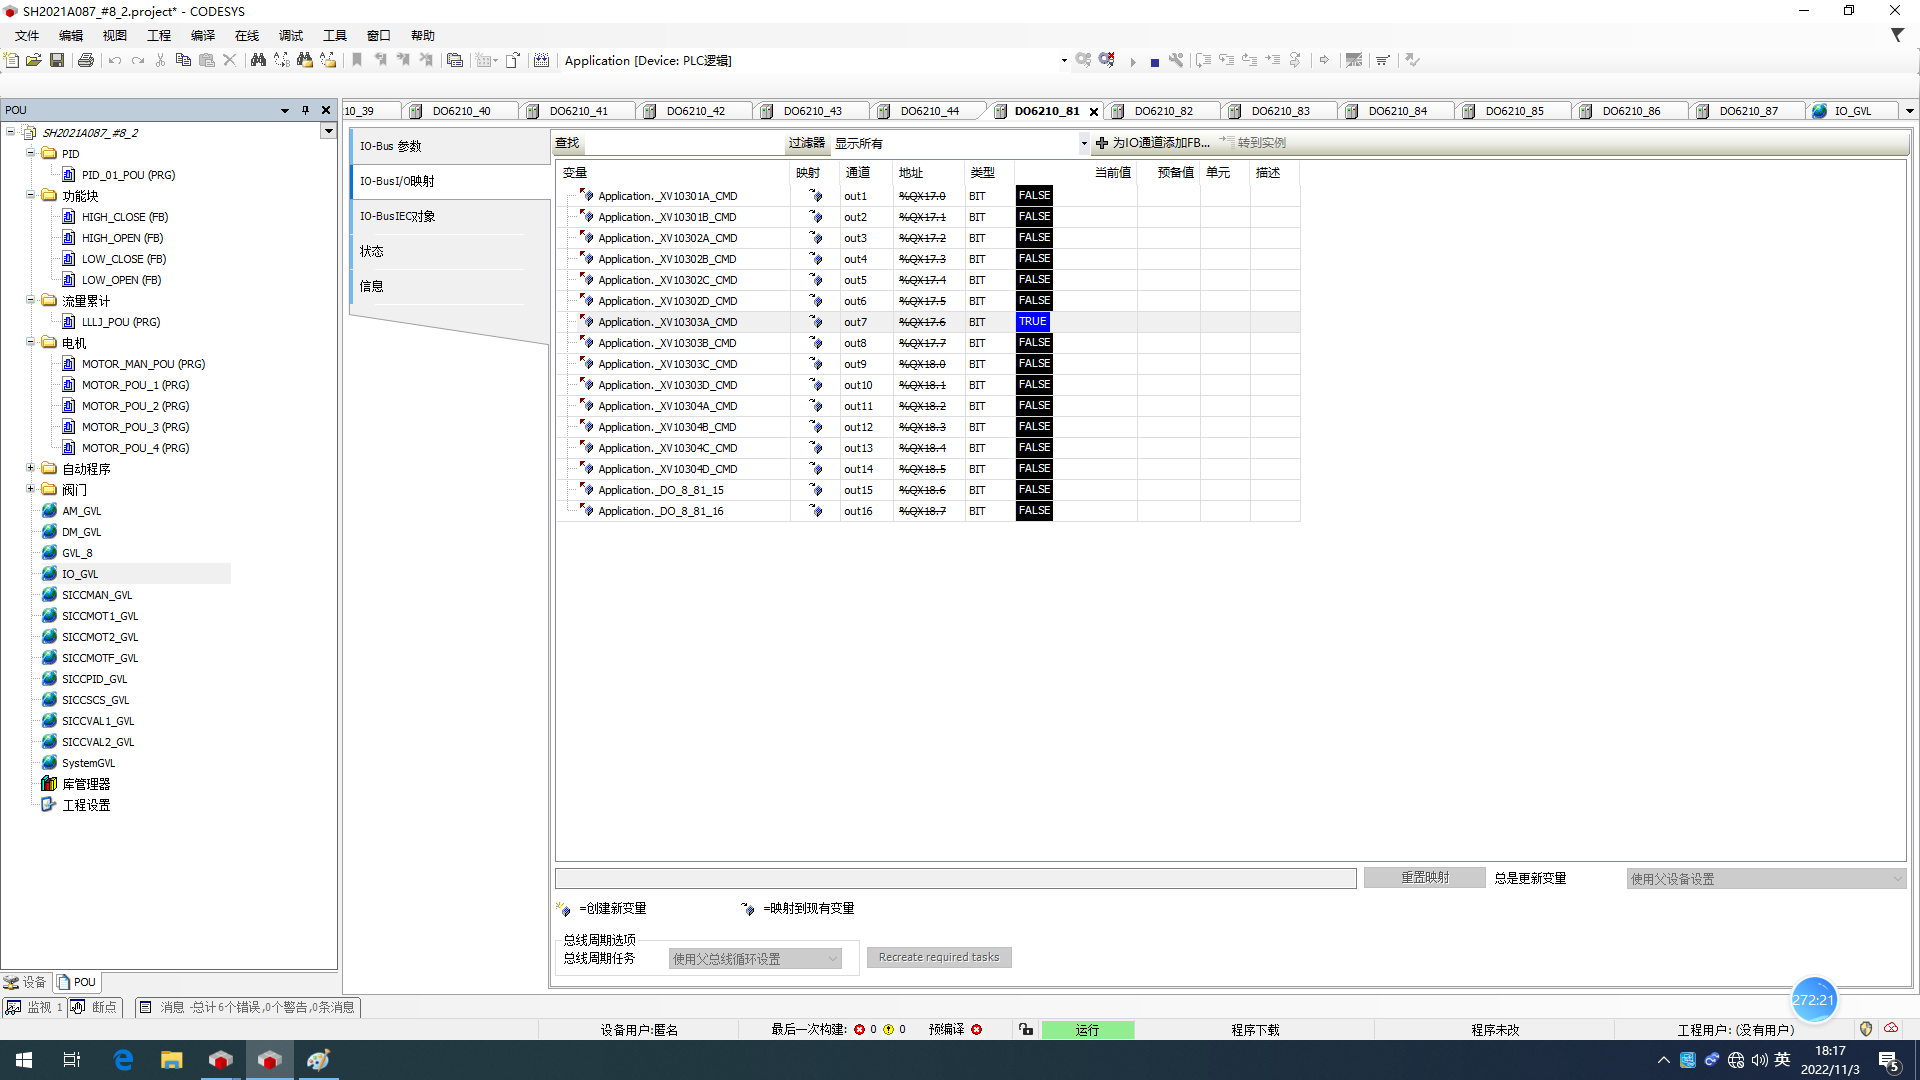 SH2021A087_#8_2.project* - CODESYS
文件 编辑 视图 工程 编译 在线 调试 工具 窗口 帮助
Application [Device: PLC逻辑]
POU
10_39 DO6210_40 DO6210_41 DO6210_42 DO6210_43 DO6210_44 DO6210_81 DO6210_82 DO6210_83 DO6210_84 DO6210_85 DO6210_86 DO6210_87 IO_GVL
SH2021A087_#8_2
PID
PID_01_POU (PRG)
功能块
HIGH_CLOSE (FB)
HIGH_OPEN (FB)
LOW_CLOSE (FB)
LOW_OPEN (FB)
流量累计
LLLJ_POU (PRG)
电机
MOTOR_MAN_POU (PRG)
MOTOR_POU_1 (PRG)
MOTOR_POU_2 (PRG)
MOTOR_POU_3 (PRG)
MOTOR_POU_4 (PRG)
自动程序
阀门
AM_GVL
DM_GVL
GVL_8
IO_GVL
SICCMAN_GVL
SICCMOT1_GVL
SICCMOT2_GVL
SICCMOTF_GVL
SICCPID_GVL
SICCSCS_GVL
SICCVAL1_GVL
SICCVAL2_GVL
SystemGVL
库管理器
工程设置
设备 POU
IO-Bus 参数
IO-BusI/O映射
IO-BusIEC对象
状态
信息
查找 过滤器 显示所有 为IO通道添加FB... 转到实例
变量 映射 通道 地址 类型 当前值 预备值 单元 描述
Application._XV10301A_CMD out1 %QX17.0 BIT FALSE
Application._XV10301B_CMD out2 %QX17.1 BIT FALSE
Application._XV10302A_CMD out3 %QX17.2 BIT FALSE
Application._XV10302B_CMD out4 %QX17.3 BIT FALSE
Application._XV10302C_CMD out5 %QX17.4 BIT FALSE
Application._XV10302D_CMD out6 %QX17.5 BIT FALSE
Application._XV10303A_CMD out7 %QX17.6 BIT TRUE
Application._XV10303B_CMD out8 %QX17.7 BIT FALSE
Application._XV10303C_CMD out9 %QX18.0 BIT FALSE
Application._XV10303D_CMD out10 %QX18.1 BIT FALSE
Application._XV10304A_CMD out11 %QX18.2 BIT FALSE
Application._XV10304B_CMD out12 %QX18.3 BIT FALSE
Application._XV10304C_CMD out13 %QX18.4 BIT FALSE
Application._XV10304D_CMD out14 %QX18.5 BIT FALSE
Application._DO_8_81_15 out15 %QX18.6 BIT FALSE
Application._DO_8_81_16 out16 %QX18.7 BIT FALSE
重置映射 总是更新变量 使用父设备设置
=创建新变量 =映射到现有变量
总线周期选项
总线周期任务 使用父总线循环设置 Recreate required tasks
272:21
监视 1 断点 消息 -总计6个错误,0个警告,0条消息
设备用户:匿名 最后一次构建: 0 0 预编译 运行 程序下载 程序未改 工程用户: (没有用户)
英 18:17
2022/11/3
5